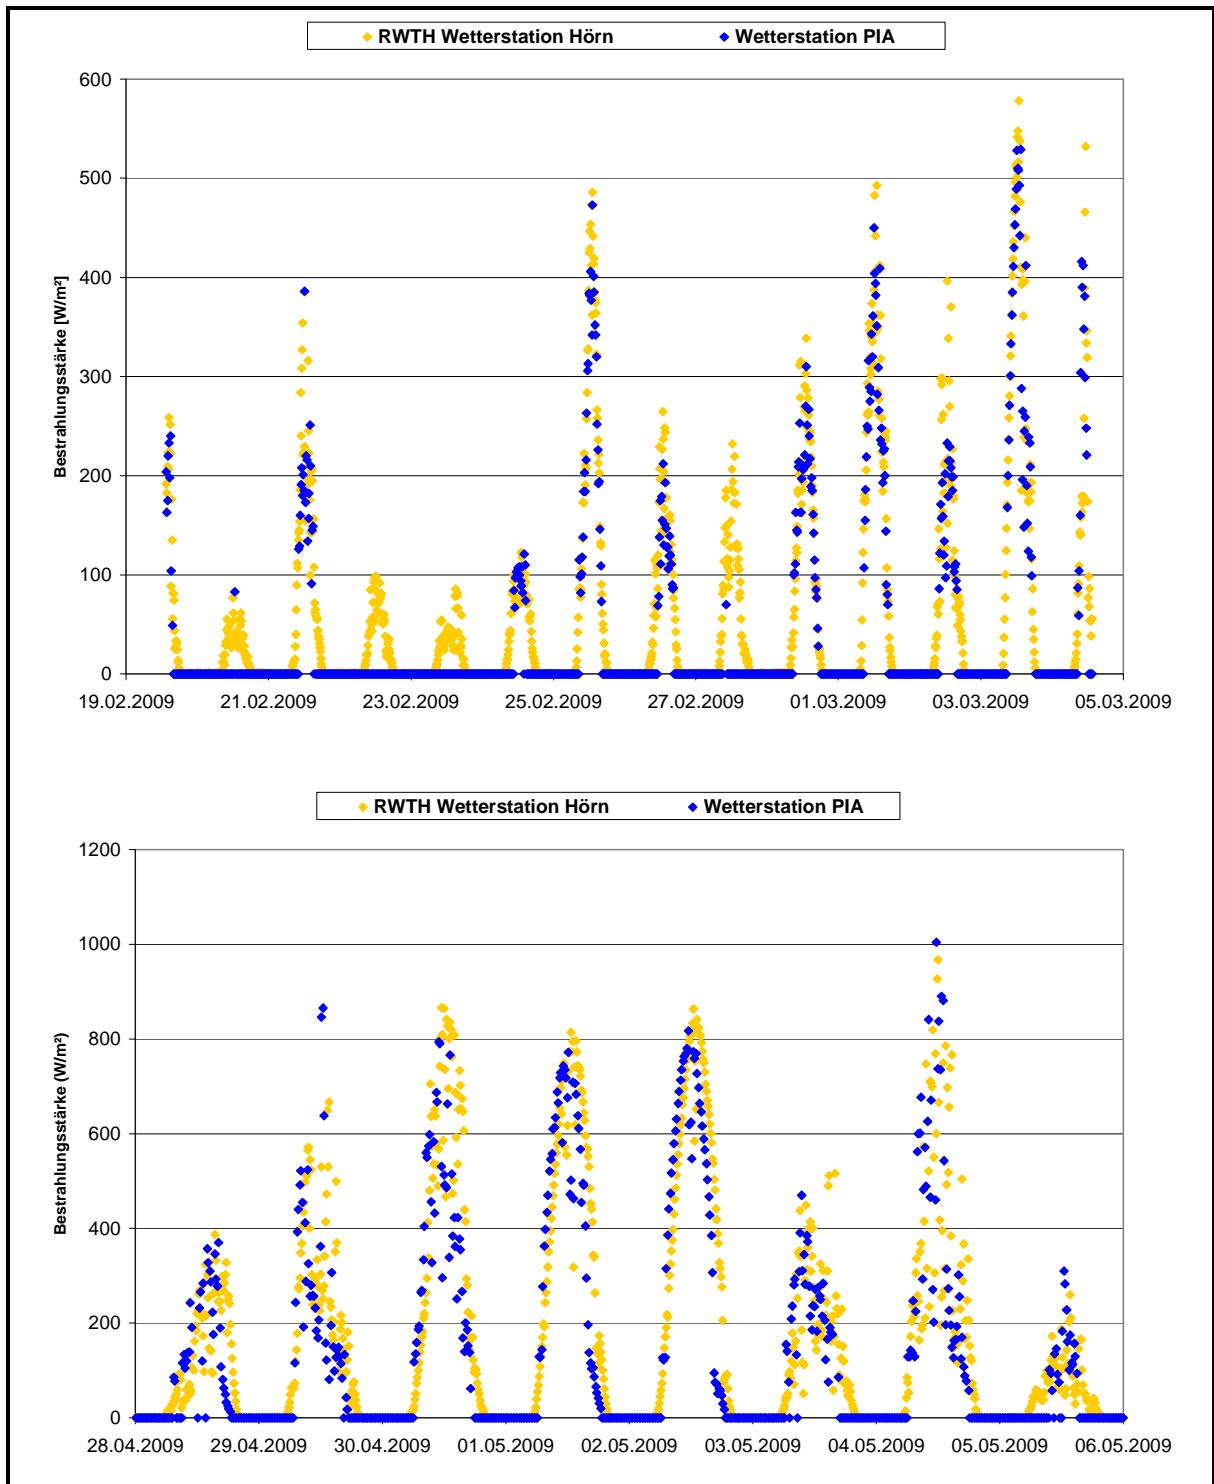 RWTH Wetterstation Hörn Wetterstation PIA
600
500
400
300
200
100
0
Bestrahlungsstärke [W/m²]
19.02.2009 21.02.2009 23.02.2009 25.02.2009 27.02.2009 01.03.2009 03.03.2009 05.03.2009
RWTH Wetterstation Hörn Wetterstation PIA
1200
1000
800
600
400
200
0
Bestrahlungsstärke (W/m²)
28.04.2009 29.04.2009 30.04.2009 01.05.2009 02.05.2009 03.05.2009 04.05.2009 05.05.2009 06.05.2009